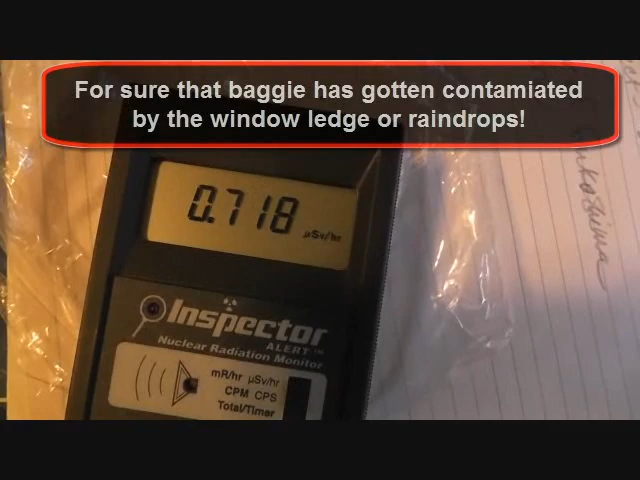 For sure that baggie has gotten contamiated
by the window ledge or raindrops!
0.718
µSv/hr
Inspector
ALERT™
Nuclear Radiation Monitor
mR/hr µSv/hr
CPM CPS
Total/Timer